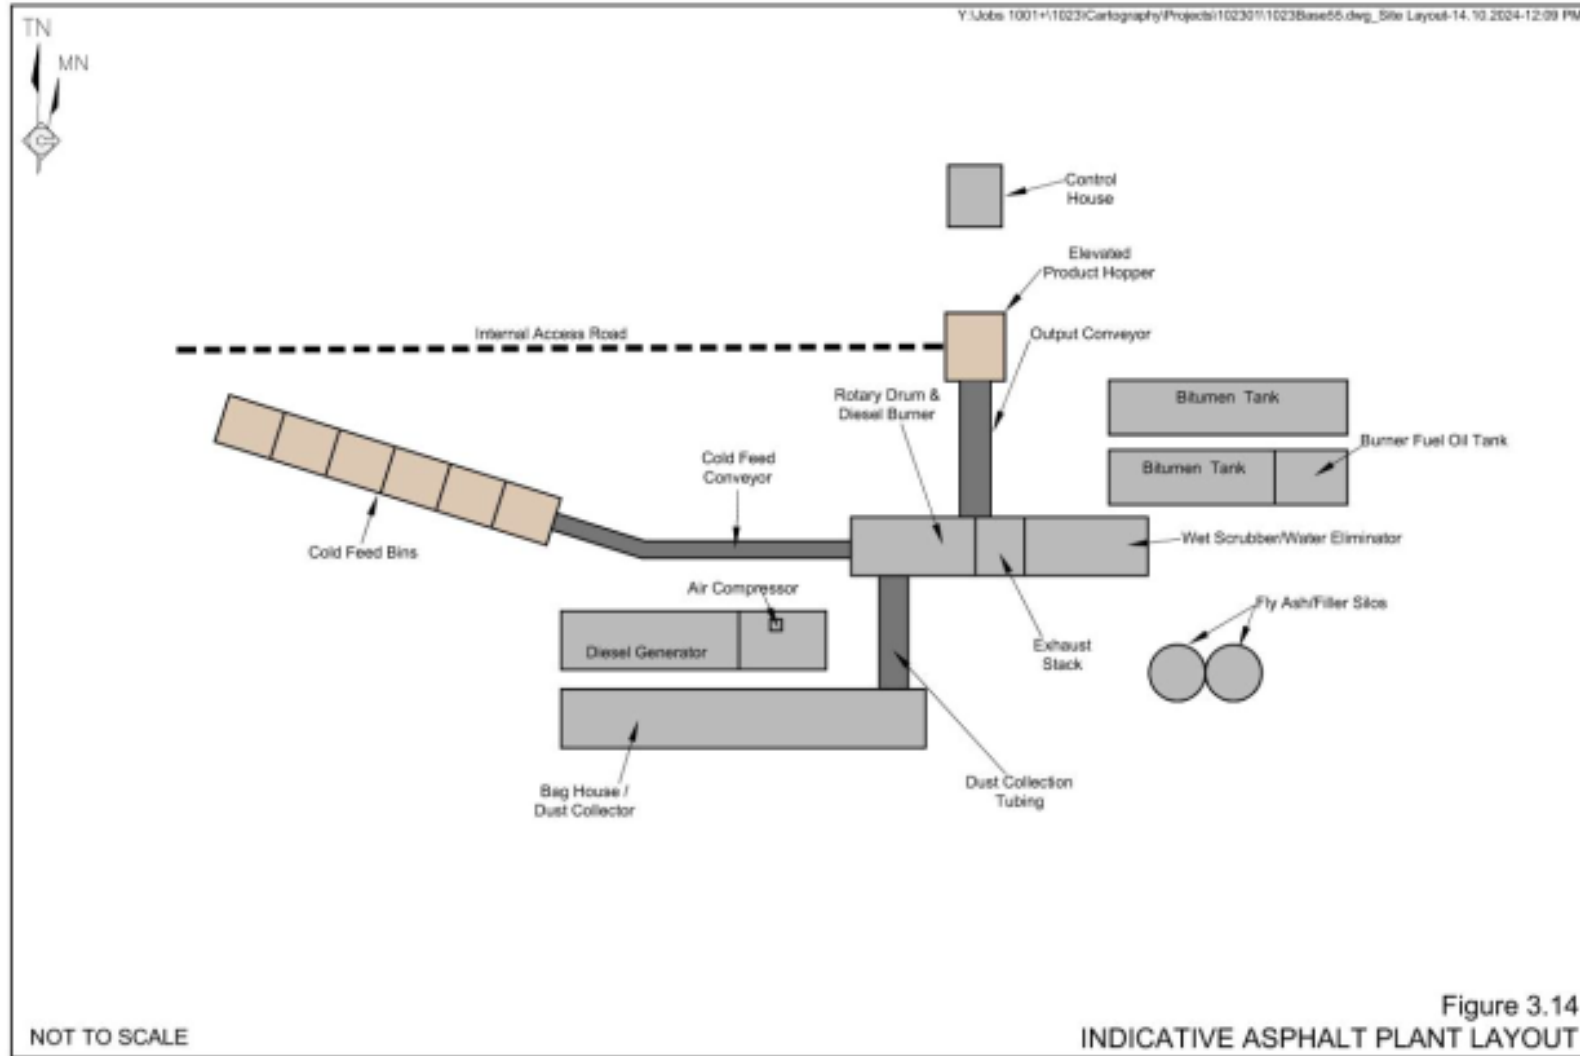 Y:\Jobs 1001+\1023\Cartography\Projects\102301\1023Base55.dwg_Site Layout-14.10.2024-12:09 PM
TN
MN
Control
House
Elevated
Product Hopper
Internal Access Road
Output Conveyor
Rotary Drum &
Diesel Burner
Bitumen Tank
Burner Fuel Oil Tank
Bitumen Tank
Cold Feed
Conveyor
Cold Feed Bins
Wet Scrubber/Water Eliminator
Air Compressor
Fly Ash/Filler Silos
Diesel Generator
Exhaust
Stack
Bag House /
Dust Collector
Dust Collection
Tubing
Figure 3.14
NOT TO SCALE
INDICATIVE ASPHALT PLANT LAYOUT